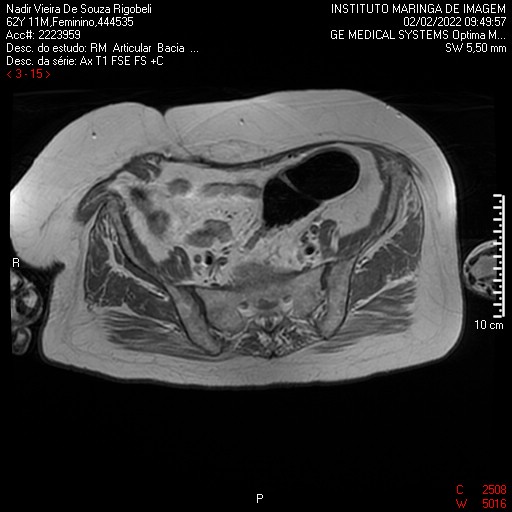 Nadir Vieira De Souza Rigobeli
62Y 11M,Feminino,444535
Acc#: 2223959
Desc. do estudo: RM Articular Bacia ...
Desc. da série: Ax T1 FSE FS +C
< 3 - 15 >
INSTITUTO MARINGA DE IMAGEM
02/02/2022 09:49:57
GE MEDICAL SYSTEMS Optima M...
SW 5,50 mm
R
10 cm
P
C 2508
W 5016